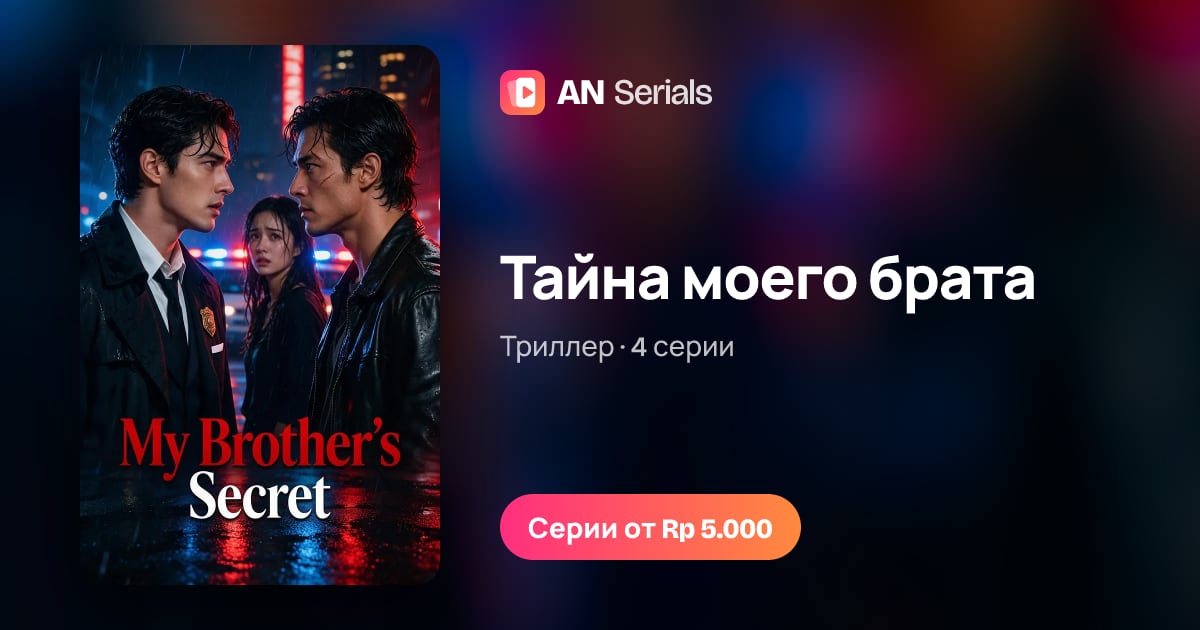 My Brother's
Secret
AN Serials
Тайна моего брата
Триллер · 4 серии
Серии от Rp 5.000